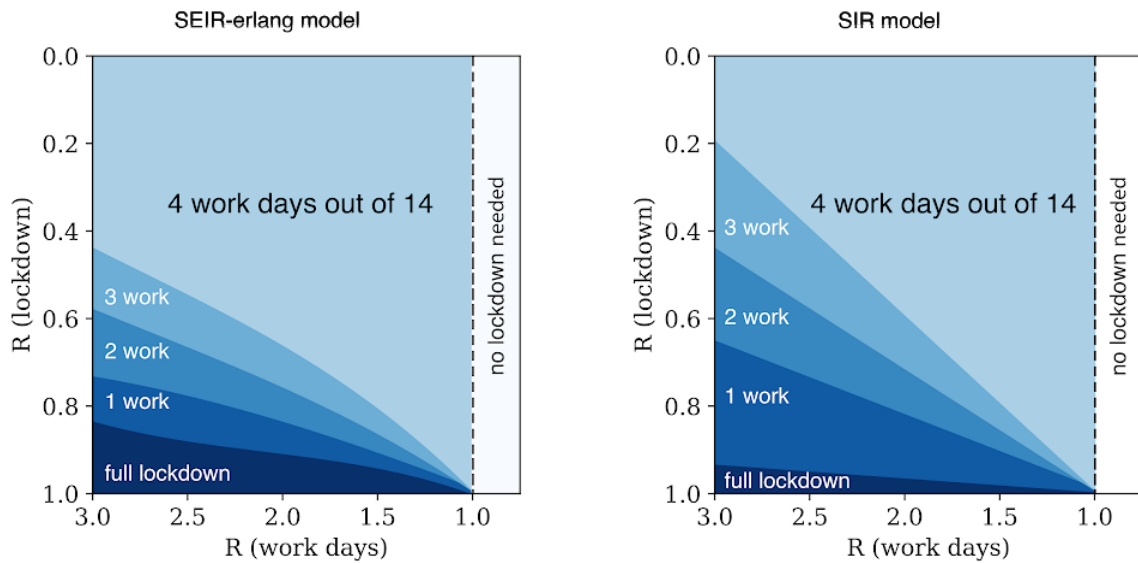 SEIR-erlang model
0.0
0.2
0.4
0.6
0.8
1.0
R (lockdown)
4 work days out of 14
3 work
2 work
1 work
full lockdown
no lockdown needed
3.0 2.5 2.0 1.5 1.0
R (work days)
SIR model
0.0
0.2
0.4
0.6
0.8
1.0
R (lockdown)
4 work days out of 14
3 work
2 work
1 work
full lockdown
no lockdown needed
3.0 2.5 2.0 1.5 1.0
R (work days)